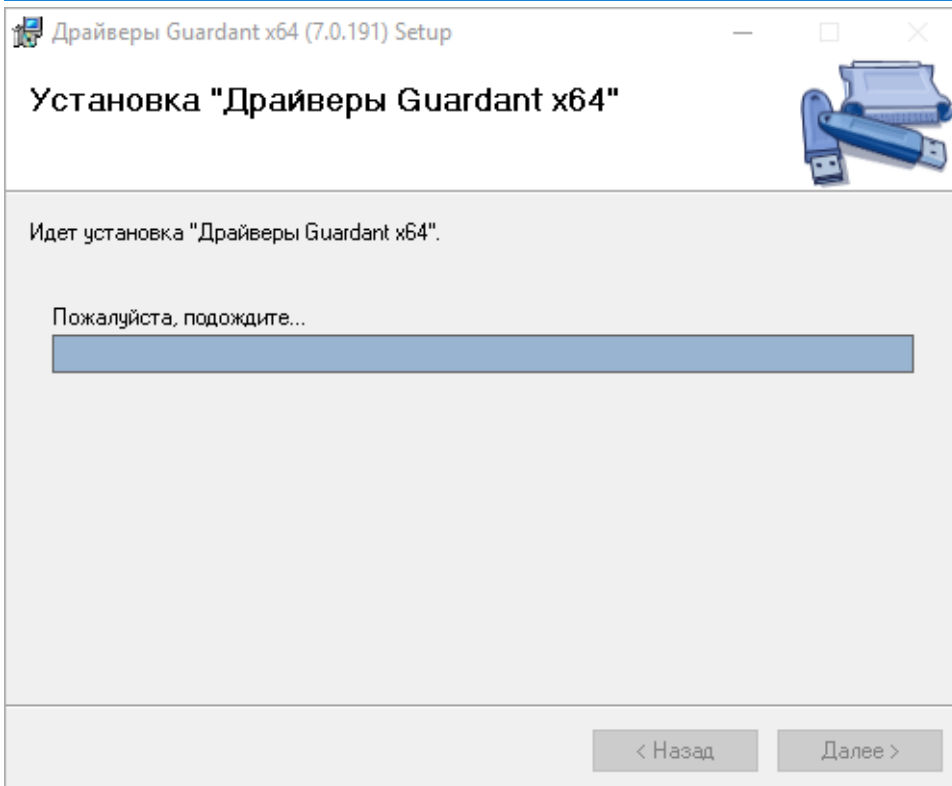 Драйверы Guardant x64 (7.0.191) Setup
Установка "Драйверы Guardant x64"
Идет установка "Драйверы Guardant x64".
Пожалуйста, подождите...
< Назад
Далее >